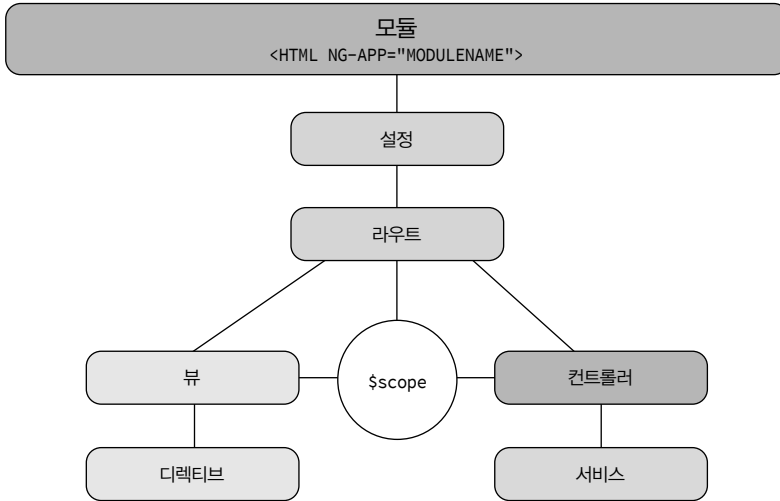 모듈
<HTML NG-APP="MODULENAME">
설정
라우트
뷰
$scope
컨트롤러
디렉티브
서비스